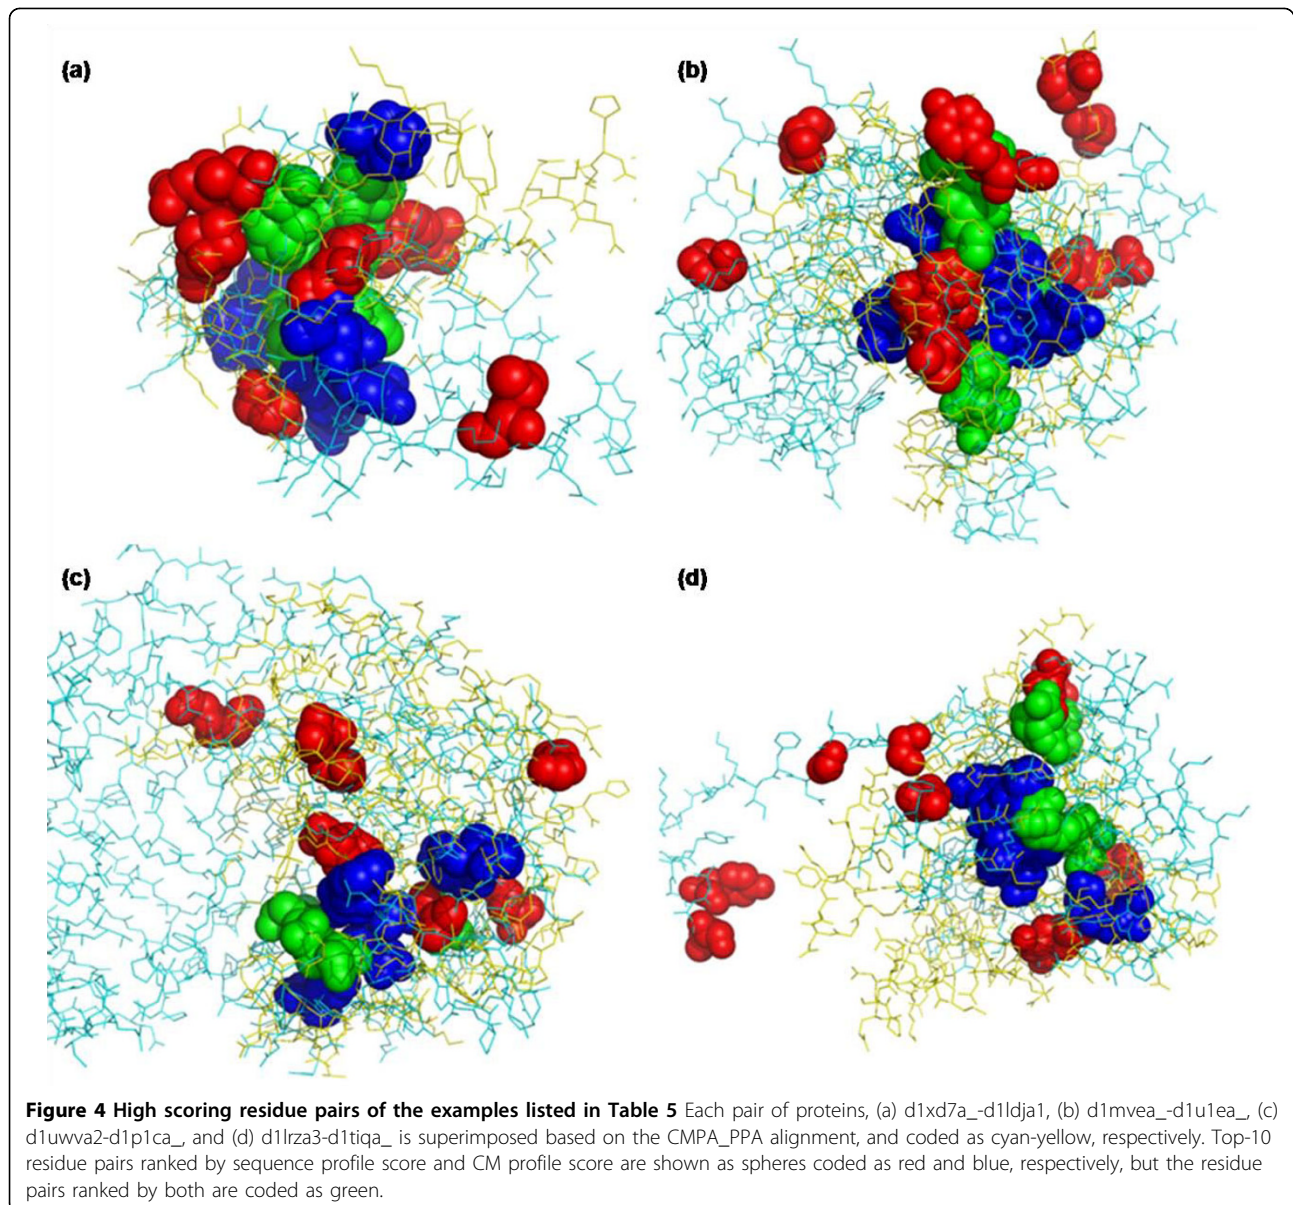 (a)
(b)
(c)
(d)
Figure 4 High scoring residue pairs of the examples listed in Table 5 Each pair of proteins, (a) d1xd7a_-d1ldja1, (b) d1mvea_-d1u1ea_, (c)
d1uwva2-d1p1ca_, and (d) d1lrza3-d1tiqa_ is superimposed based on the CMPA_PPA alignment, and coded as cyan-yellow, respectively. Top-10
residue pairs ranked by sequence profile score and CM profile score are shown as spheres coded as red and blue, respectively, but the residue
pairs ranked by both are coded as green.